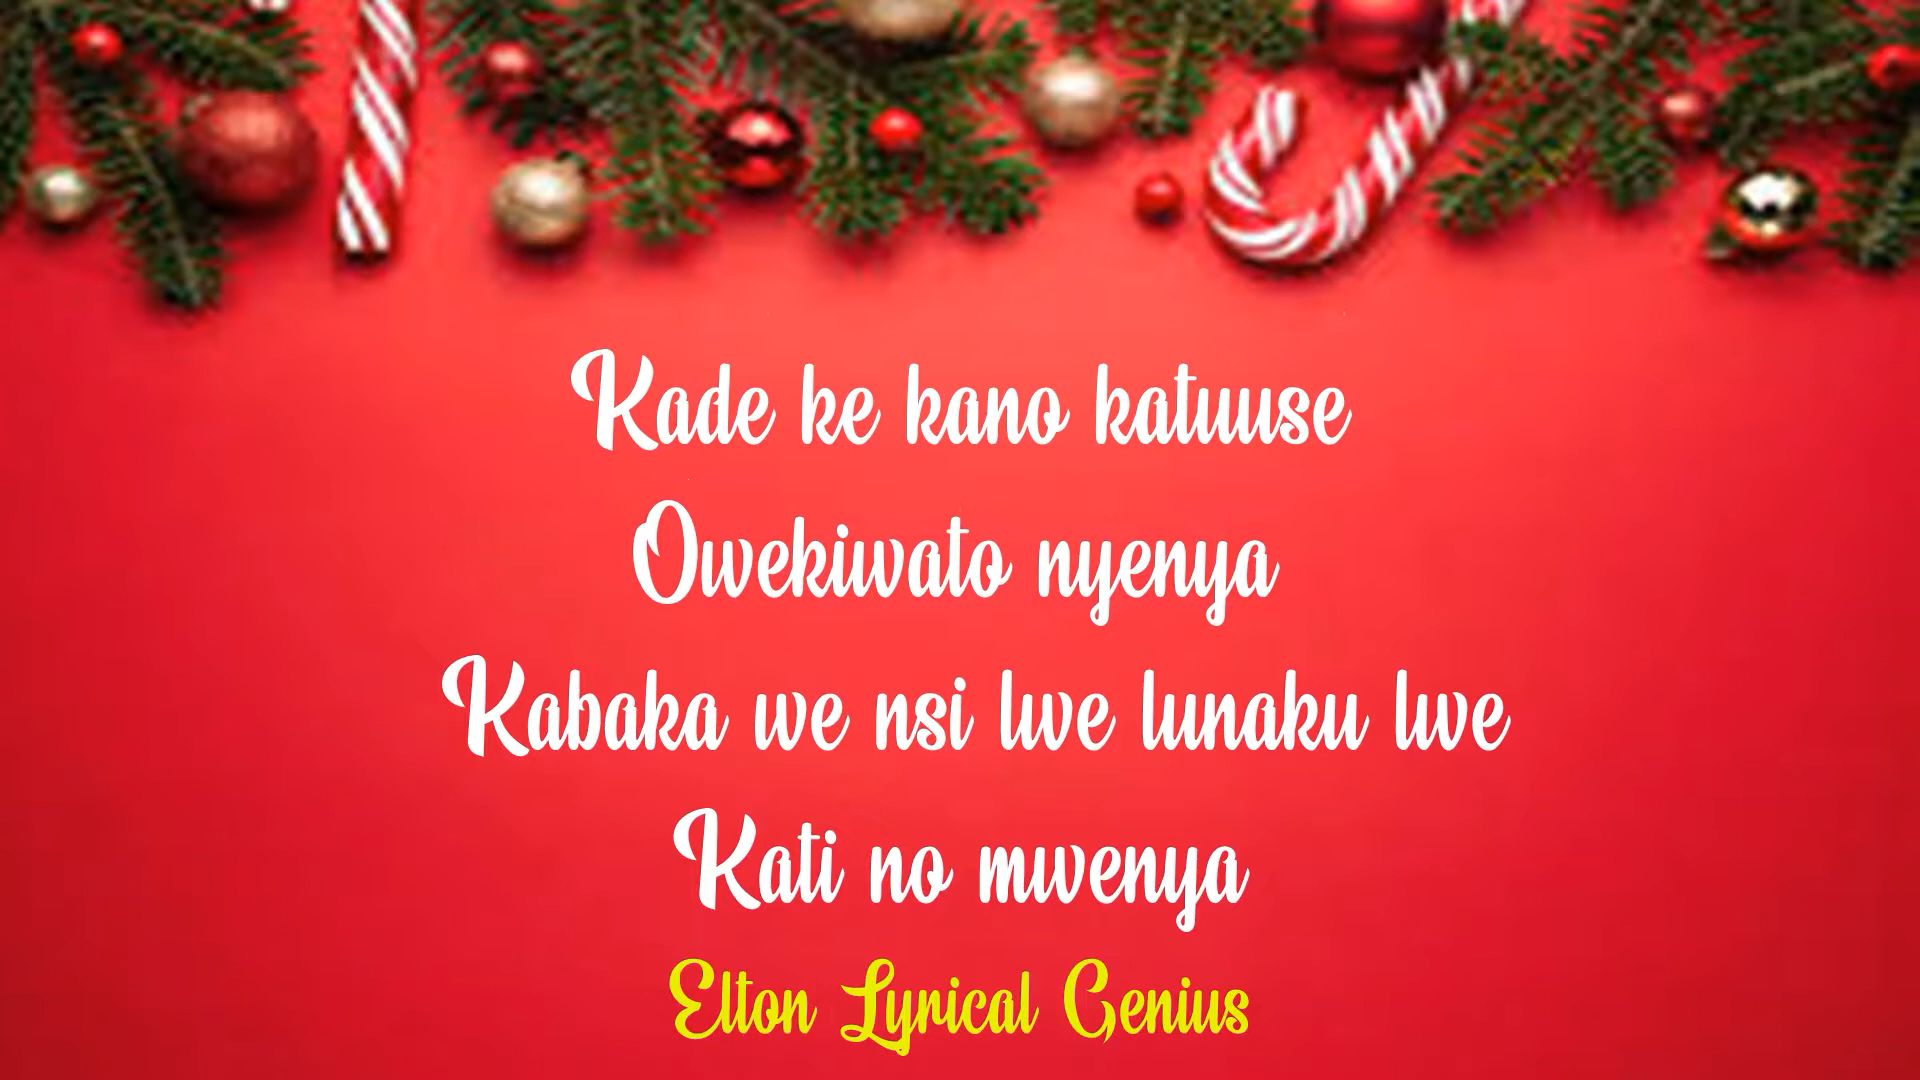 Kade ke kano katuuse
Owekiwato nyenya
Kabaka we nsi lwe lunaku lwe
Kati no mwenya
Elton Lyrical Genius